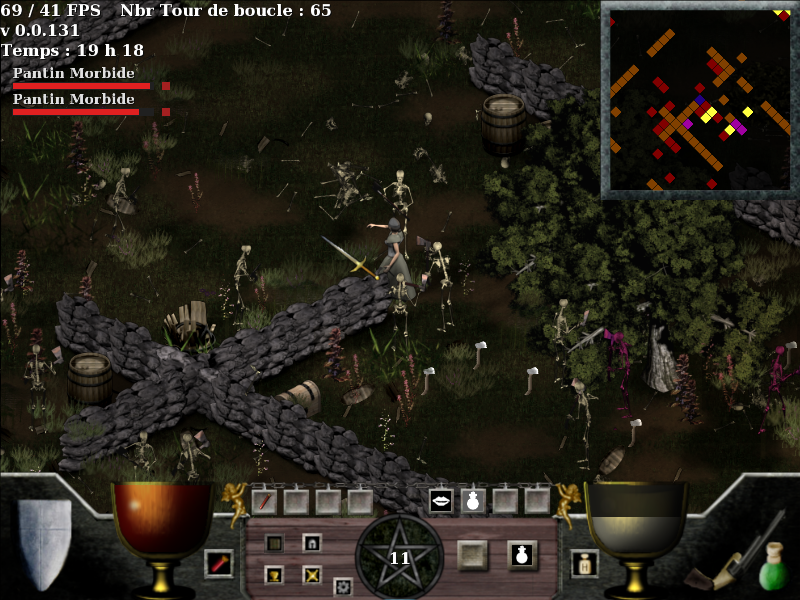 69 / 41 FPS   Nbr Tour de boucle : 65
v 0.0.131
Temps : 19 h 18
Pantin Morbide
Pantin Morbide
11